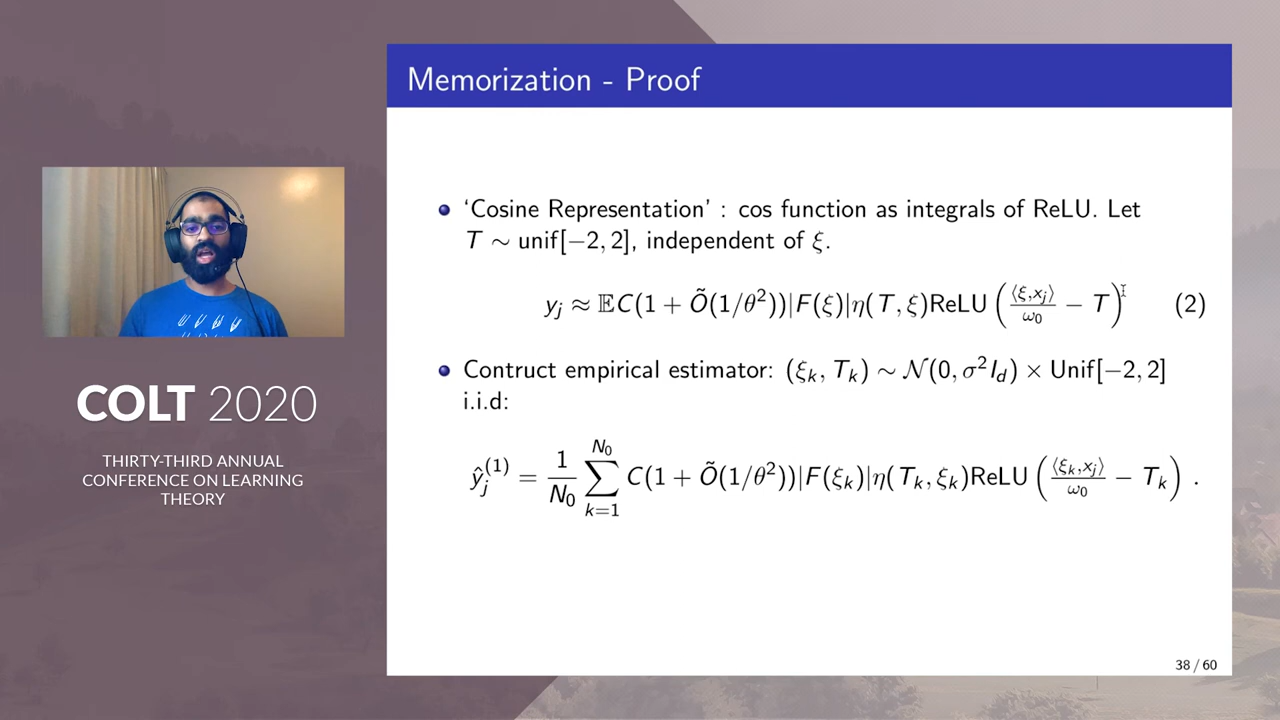 Memorization - Proof
‘Cosine Representation’ : cos function as integrals of ReLU. Let
T ∼ unif[−2, 2], independent of ξ.
y_j ≈ 𝔼C(1 + Õ(1/θ²))|F(ξ)|η(T, ξ)ReLU(⟨ξ,x_j⟩/ω₀ − T) (2)
Contruct empirical estimator: (ξ_k, T_k) ∼ 𝒩(0, σ²I_d) × Unif[−2, 2]
i.i.d:
ŷ_j^(1) = 1/N₀ ∑_{k=1}^{N₀} C(1 + Õ(1/θ²))|F(ξ_k)|η(T_k, ξ_k)ReLU(⟨ξ_k,x_j⟩/ω₀ − T_k) .
38 / 60
COLT 2020
THIRTY-THIRD ANNUAL
CONFERENCE ON LEARNING
THEORY